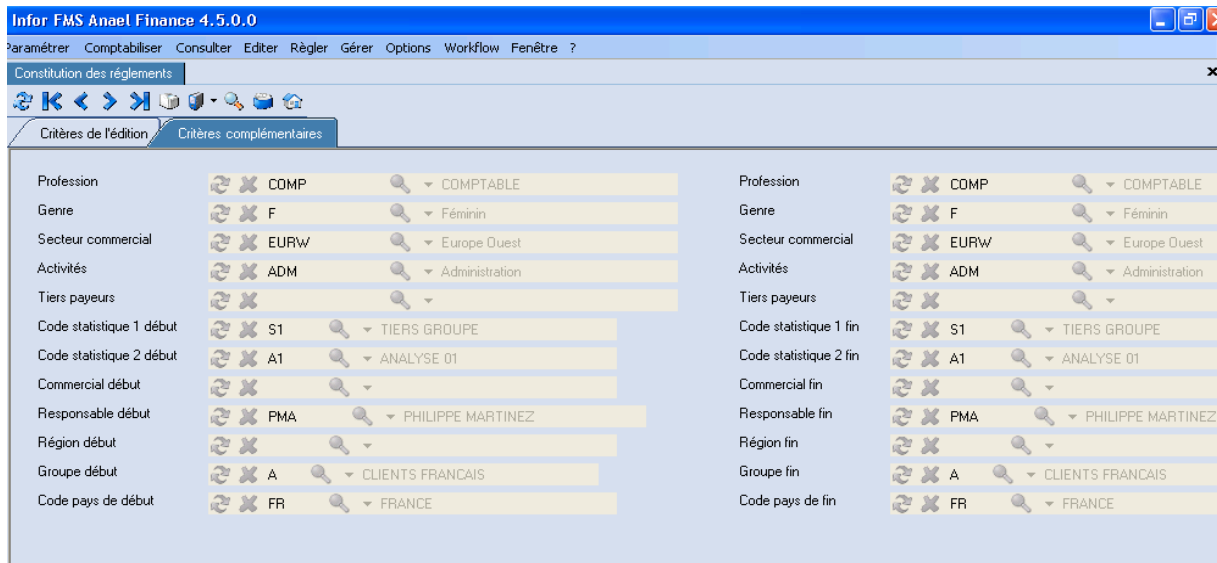 Infor FMS Anael Finance 4.5.0.0
Paramétrer Comptabiliser Consulter Editer Règler Gérer Options Workflow Fenêtre ?
Constitution des réglements
Critères de l'édition Critères complémentaires
Profession COMP COMPTABLE Profession COMP COMPTABLE
Genre F Féminin Genre F Féminin
Secteur commercial EURW Europe Ouest Secteur commercial EURW Europe Ouest
Activités ADM Administration Activités ADM Administration
Tiers payeurs Tiers payeurs
Code statistique 1 début S1 TIERS GROUPE Code statistique 1 fin S1 TIERS GROUPE
Code statistique 2 début A1 ANALYSE 01 Code statistique 2 fin A1 ANALYSE 01
Commercial début Commercial fin
Responsable début PMA PHILIPPE MARTINEZ Responsable fin PMA PHILIPPE MARTINEZ
Région début Région fin
Groupe début A CLIENTS FRANCAIS Groupe fin A CLIENTS FRANCAIS
Code pays de début FR FRANCE Code pays de fin FR FRANCE